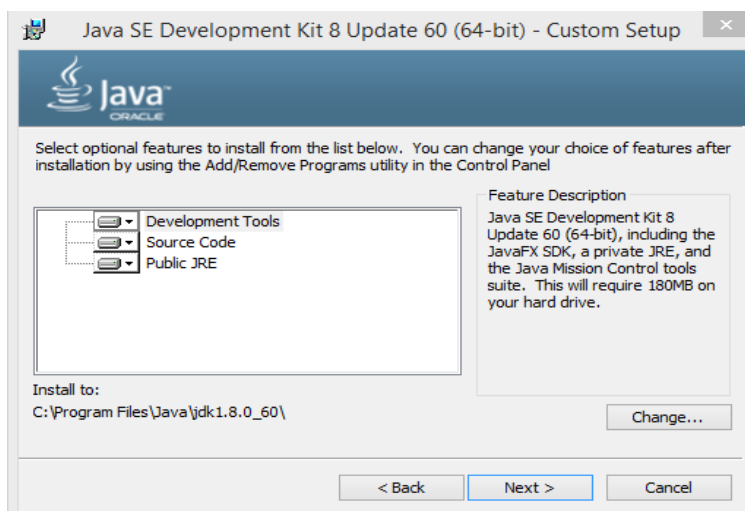 Java SE Development Kit 8 Update 60 (64-bit) - Custom Setup
Java™
ORACLE
Select optional features to install from the list below. You can change your choice of features after
installation by using the Add/Remove Programs utility in the Control Panel
Development Tools
Source Code
Public JRE
Feature Description
Java SE Development Kit 8
Update 60 (64-bit), including the
JavaFX SDK, a private JRE, and
the Java Mission Control tools
suite. This will require 180MB on
your hard drive.
Install to:
C:\Program Files\Java\jdk1.8.0_60\
Change...
< Back
Next >
Cancel